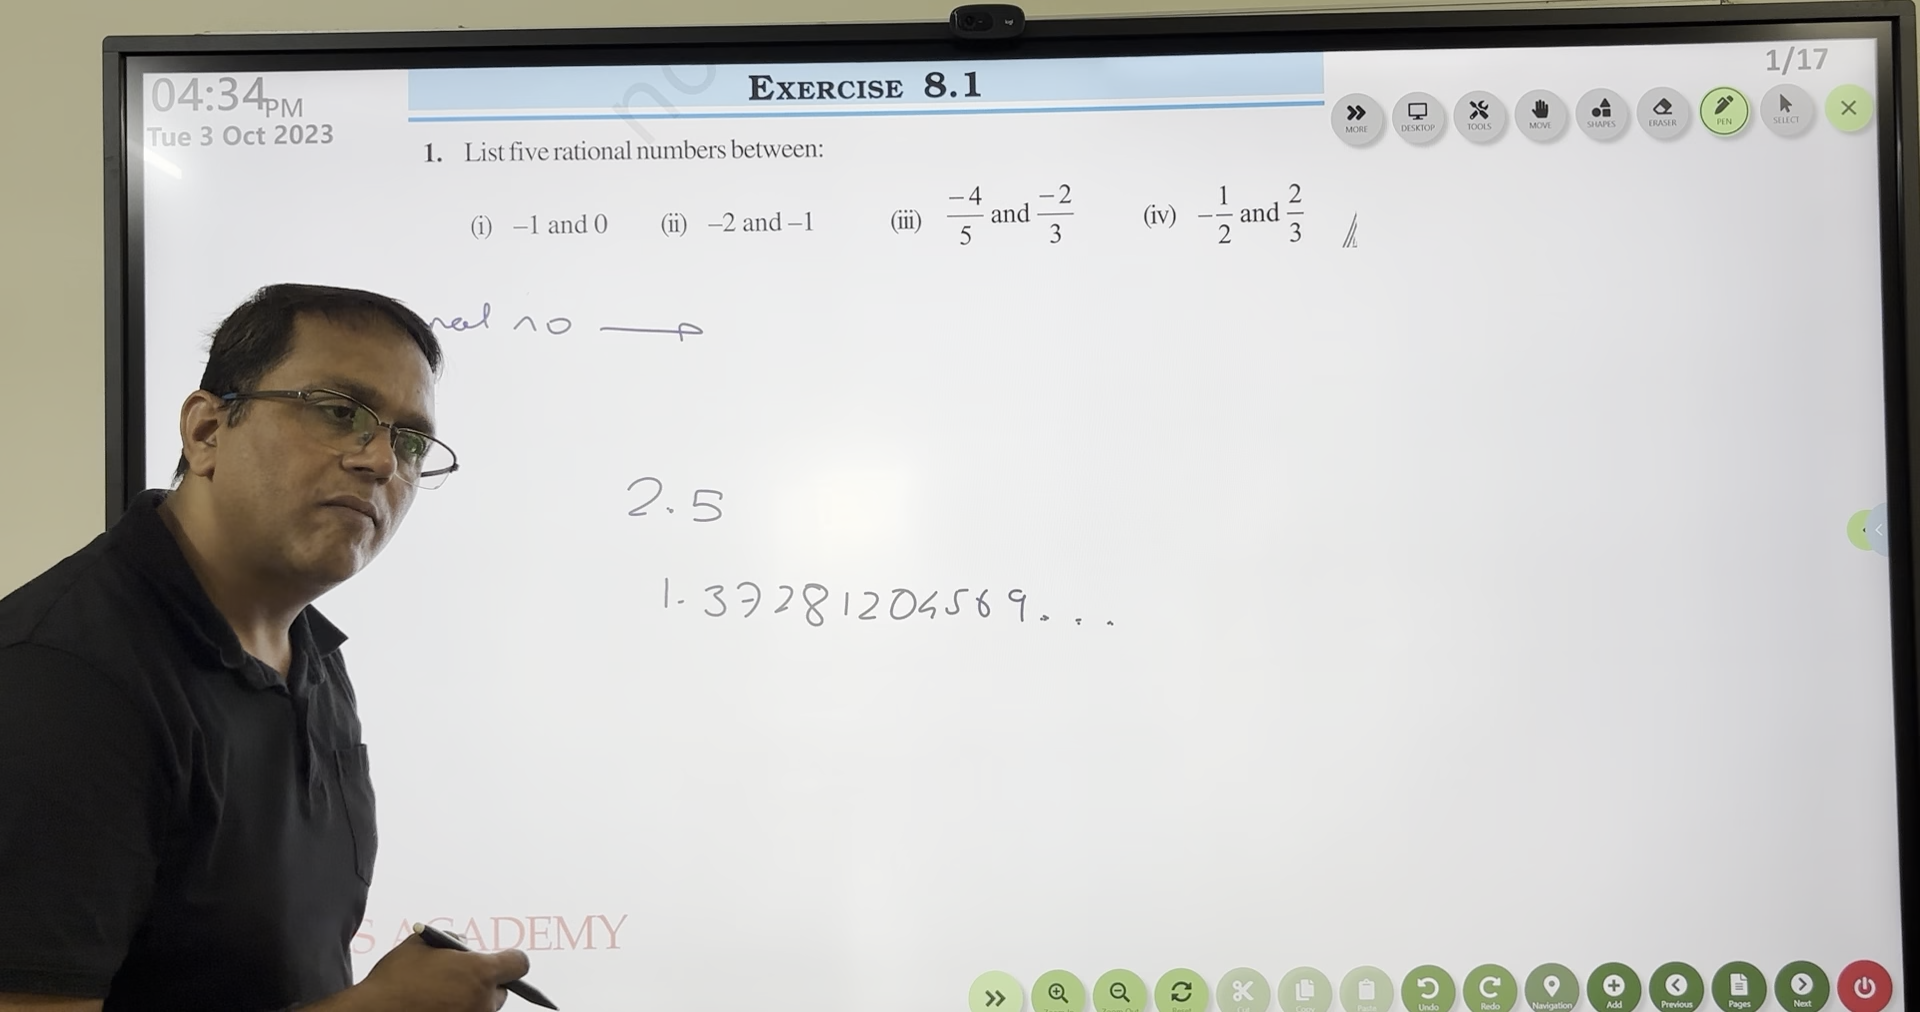 04:34PM
Tue 3 Oct 2023
EXERCISE 8.1
1/17
MORE DESKTOP TOOLS MOVE SHAPES ERASER PEN SELECT
1. List five rational numbers between:
(i) –1 and 0 (ii) –2 and –1 (iii) -4/5 and -2/3 (iv) -1/2 and 2/3
no
2.5
1.37281204569...
ACADEMY
Undo Redo Navigation Add Previous Pages Next